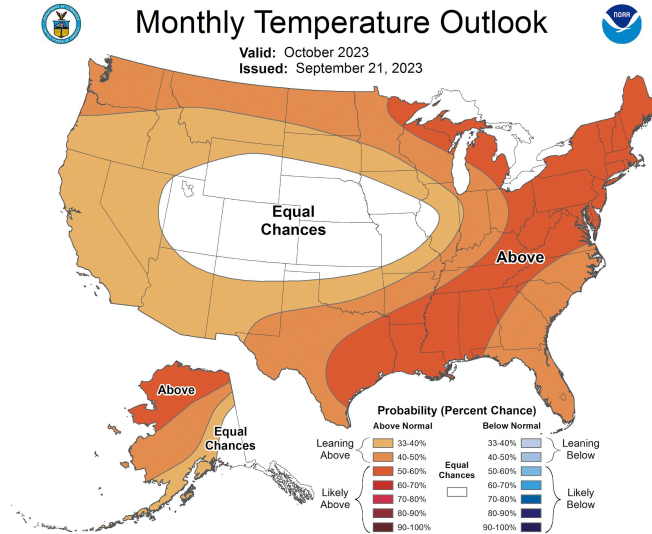 Monthly Temperature Outlook
NOAA
Valid: October 2023
Issued: September 21, 2023
Equal
Chances
Above
Above
Equal
Chances
Probability (Percent Chance)
Above Normal
Below Normal
Leaning
Above
33-40%
40-50%
Likely
Above
50-60%
60-70%
70-80%
80-90%
90-100%
Equal
Chances
33-40%
40-50%
Leaning
Below
50-60%
60-70%
70-80%
80-90%
90-100%
Likely
Below